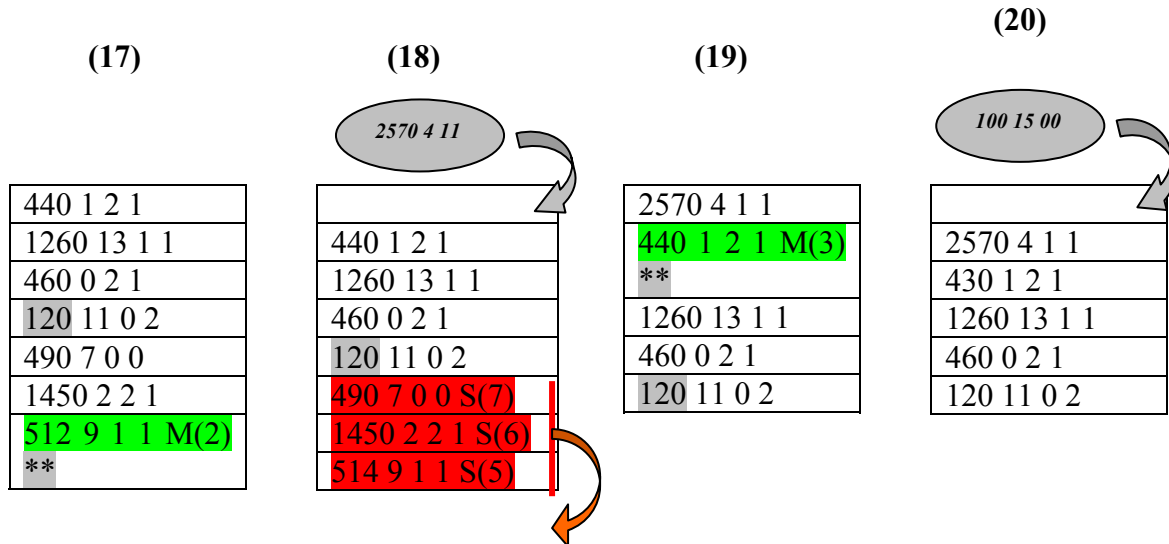 (17)
440 1 2 1
1260 13 1 1
460 0 2 1
120 11 0 2
490 7 0 0
1450 2 2 1
512 9 1 1 M(2)
**
(18)
2570 4 11
440 1 2 1
1260 13 1 1
460 0 2 1
120 11 0 2
490 7 0 0 S(7)
1450 2 2 1 S(6)
514 9 1 1 S(5)
(19)
2570 4 1 1
440 1 2 1 M(3)
**
1260 13 1 1
460 0 2 1
120 11 0 2
(20)
100 15 00
2570 4 1 1
430 1 2 1
1260 13 1 1
460 0 2 1
120 11 0 2